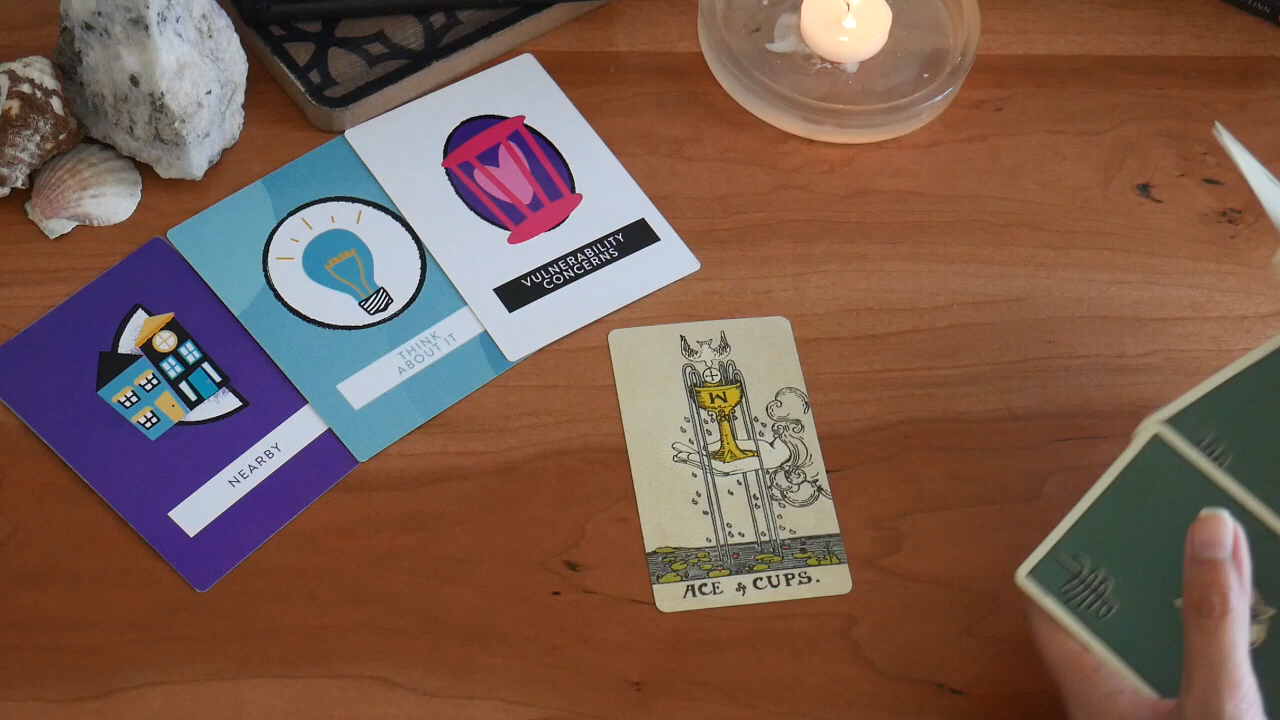 VULNERABILITY
CONCERNS
THINK
ABOUT IT
NEARBY
W
ACE of CUPS.